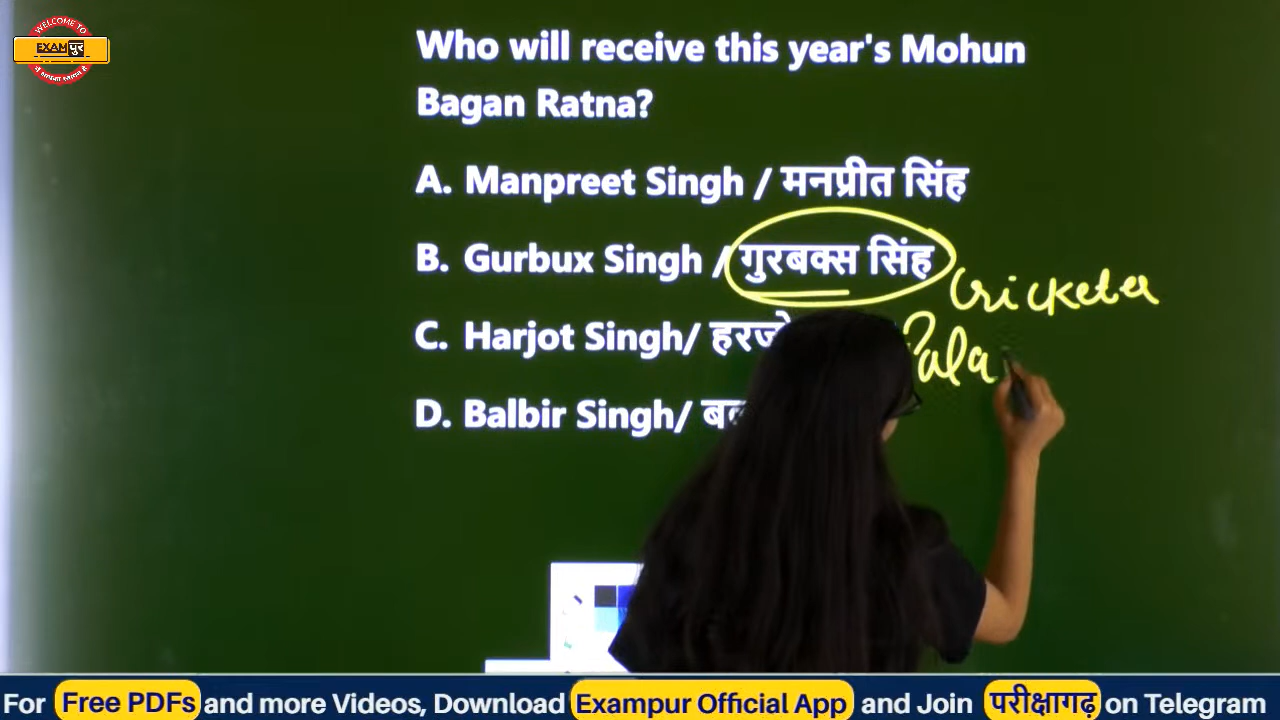 WELCOME TO
EXAMपुर
Who will receive this year's Mohun
Bagan Ratna?
A. Manpreet Singh / मनप्रीत सिंह
B. Gurbux Singh / गुरबक्स सिंह
Cricketer
C. Harjot Singh/
Pala
D. Balbir Singh/
For Free PDFs and more Videos, Download Exampur Official App and Join परीक्षागढ़ on Telegram